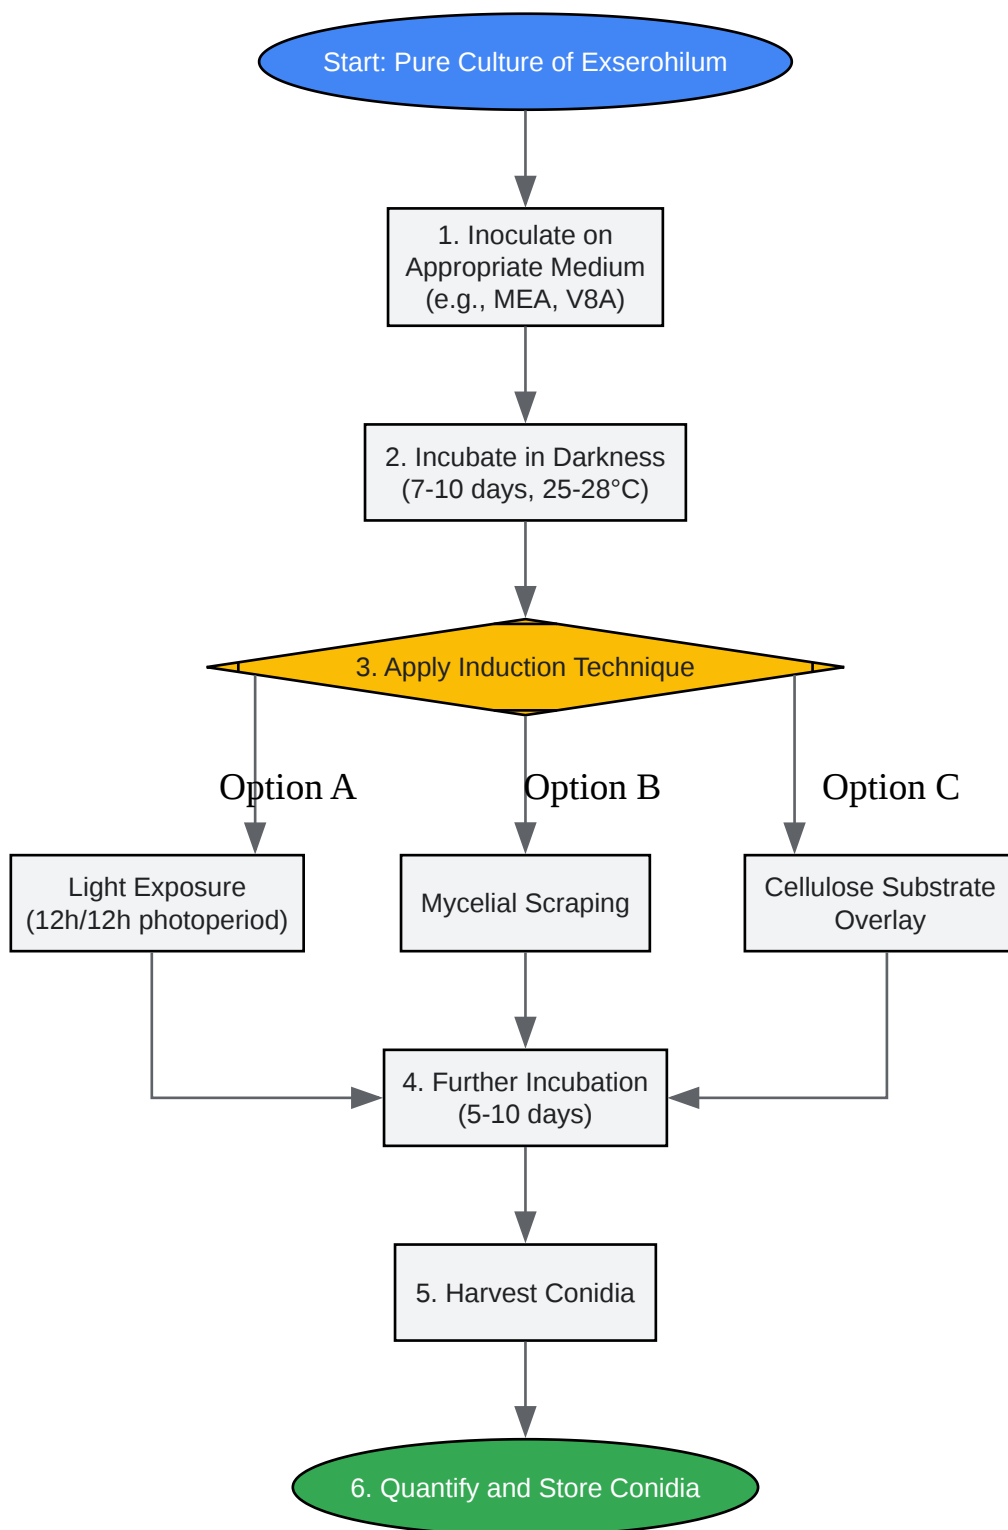 Start: Pure Culture of Exserohilum
1. Inoculate on
Appropriate Medium
(e.g., MEA, V8A)
2. Incubate in Darkness
(7-10 days, 25-28°C)
3. Apply Induction Technique
Option A
Option B
Option C
Light Exposure
(12h/12h photoperiod)
Mycelial Scraping
Cellulose Substrate
Overlay
4. Further Incubation
(5-10 days)
5. Harvest Conidia
6. Quantify and Store Conidia